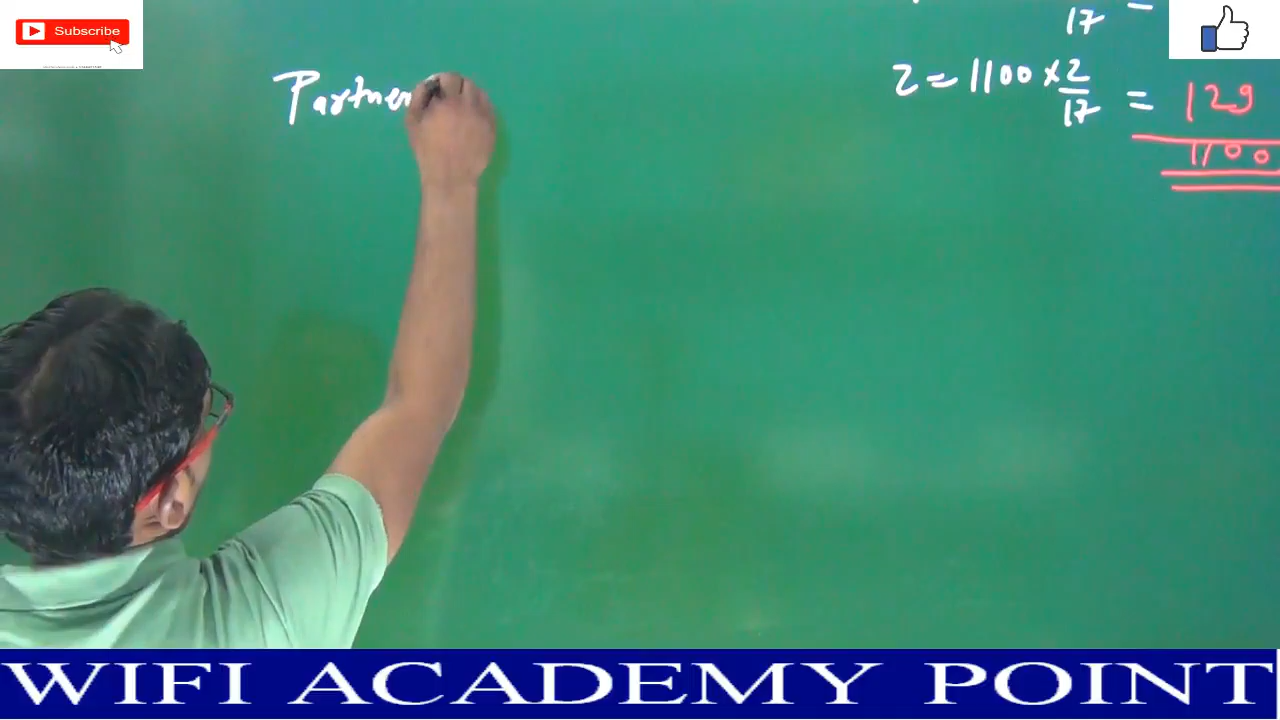 Subscribe
17 =
Partner
Z = 1100 × 2/17 = 129
1100
WIFI ACADEMY POINT